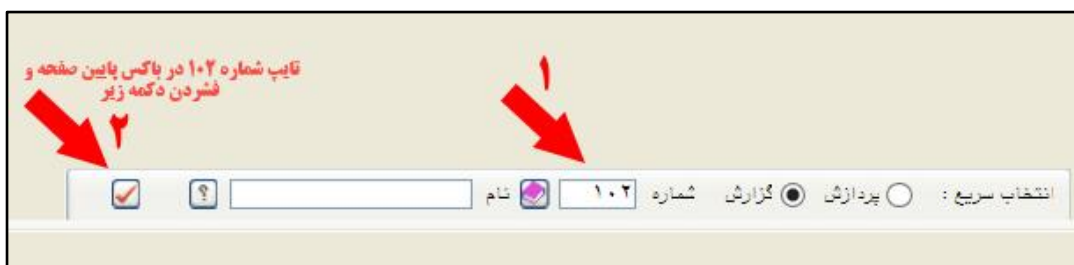 تایپ شماره ۱۰۲ در باکس پایین صفحه و
فشردن دکمه زیر
۱
۲
انتخاب سریع : پردازش گزارش شماره ۱۰۲ نام ؟